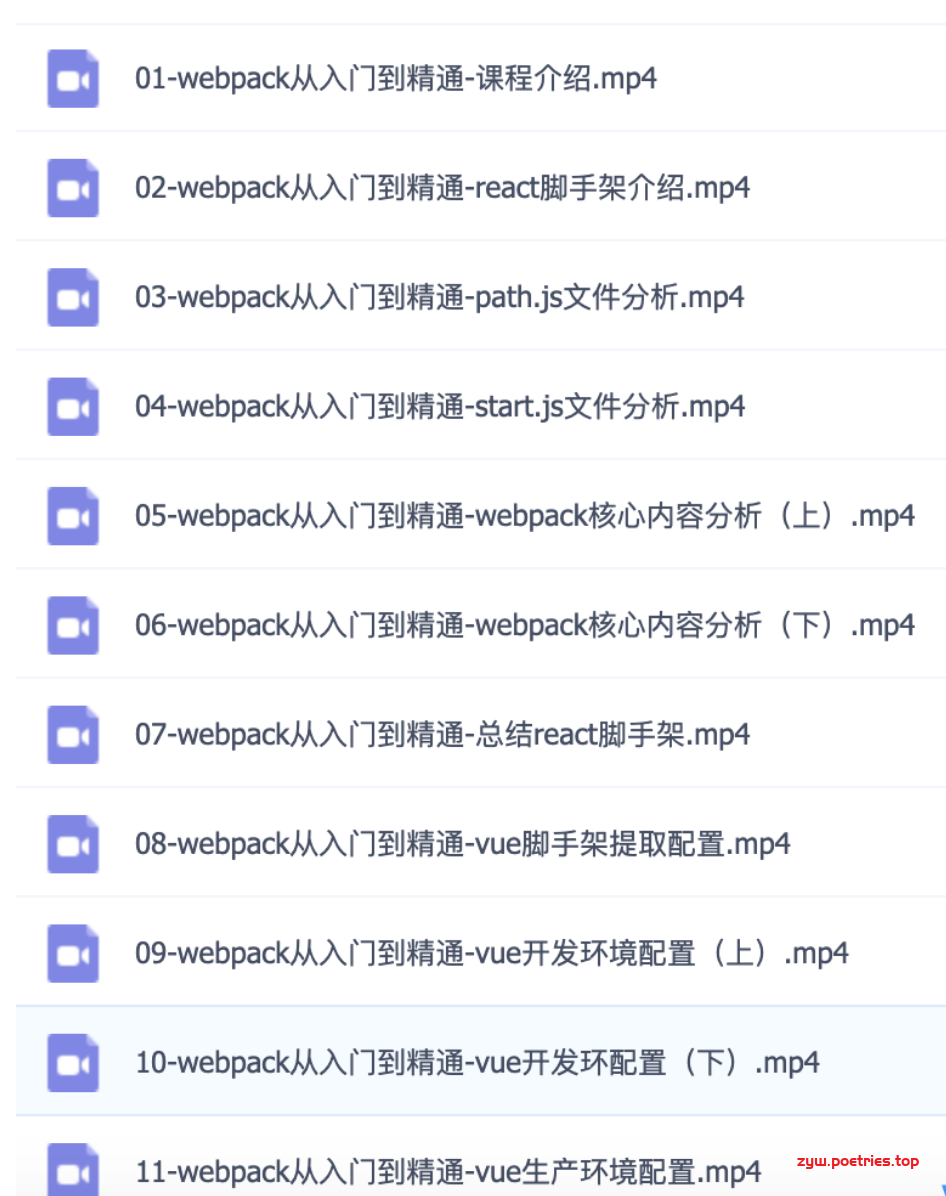 01-webpack从入门到精通-课程介绍.mp4
02-webpack从入门到精通-react脚手架介绍.mp4
03-webpack从入门到精通-path.js文件分析.mp4
04-webpack从入门到精通-start.js文件分析.mp4
05-webpack从入门到精通-webpack核心内容分析（上）.mp4
06-webpack从入门到精通-webpack核心内容分析（下）.mp4
07-webpack从入门到精通-总结react脚手架.mp4
08-webpack从入门到精通-vue脚手架提取配置.mp4
09-webpack从入门到精通-vue开发环境配置（上）.mp4
10-webpack从入门到精通-vue开发环配置（下）.mp4
11-webpack从入门到精通-vue生产环境配置.mp4
zyw.poetries.top